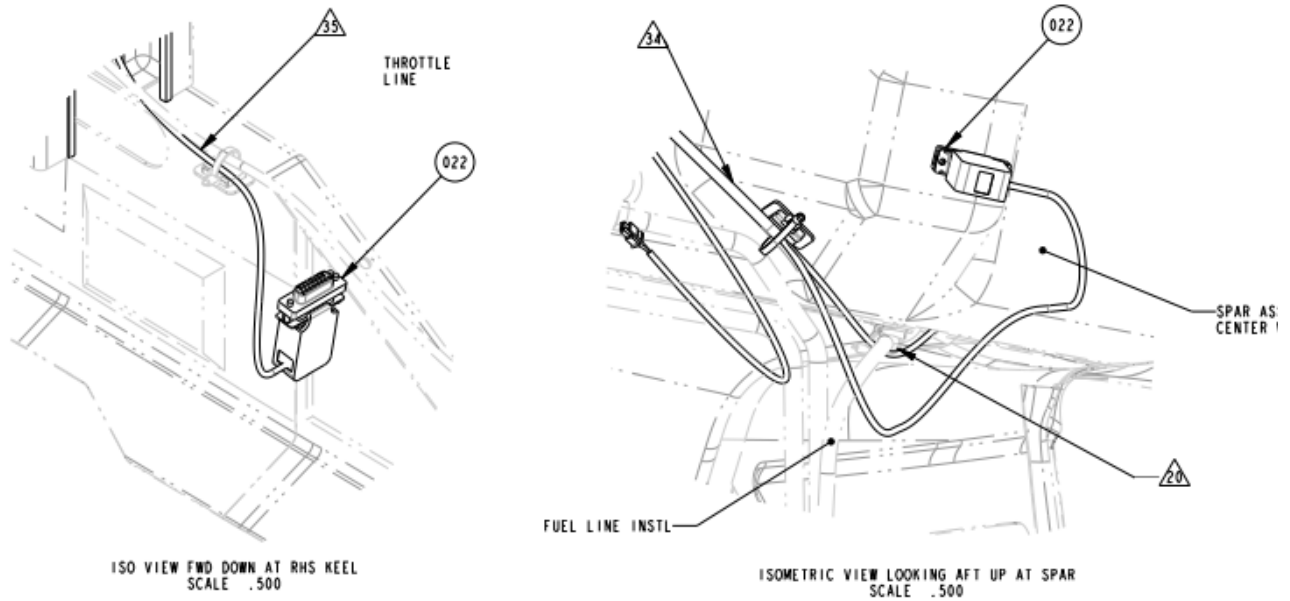 35
THROTTLE
LINE
022
ISO VIEW FWD DOWN AT RHS KEEL
SCALE .500
34
022
SPAR AS
CENTER
20
FUEL LINE INSTL
ISOMETRIC VIEW LOOKING AFT UP AT SPAR
SCALE .500